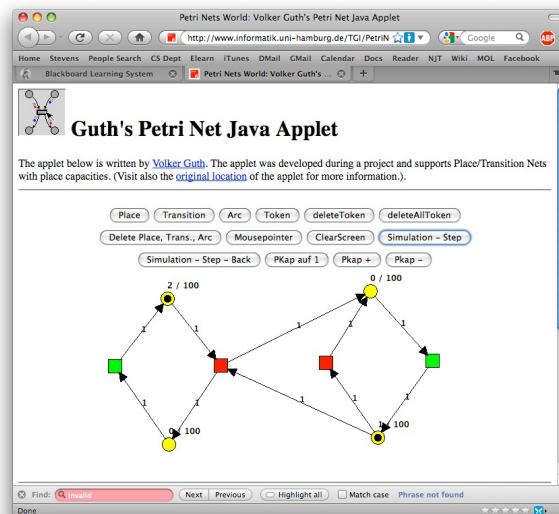 Petri Nets World: Volker Guth's Petri Net Java Applet
http://www.informatik.uni-hamburg.de/TGI/PetriN
Google
ABP
Home Stevens People Search CS Dept Elearn iTunes DMail GMail Calendar Docs Reader NJT Wiki MOL Facebook
Blackboard Learning System
Petri Nets World: Volker Guth's ...
Guth's Petri Net Java Applet
The applet below is written by Volker Guth. The applet was developed during a project and supports Place/Transition Nets
with place capacities. (Visit also the original location of the applet for more information.).
Place Transition Arc Token deleteToken deleteAllToken
Delete Place, Trans., Arc Mousepointer ClearScreen Simulation - Step
Simulation - Step - Back PKap auf 1 Pkap + Pkap -
0 / 100
2 / 100
1 1 1 1 1
1 1 1 1 1
0 / 100 1 / 100
Find: invalid Next Previous Highlight all Match case Phrase not found
Done